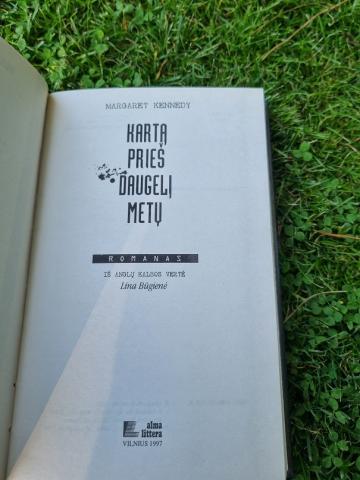 MARGARET KENNEDY
KARTĄ
PRIEŠ
DAUGELĮ
METŲ
ROMANAS
IŠ ANGLŲ KALBOS VERTĖ
Lina Būgienė
alma
littera
VILNIUS 1997